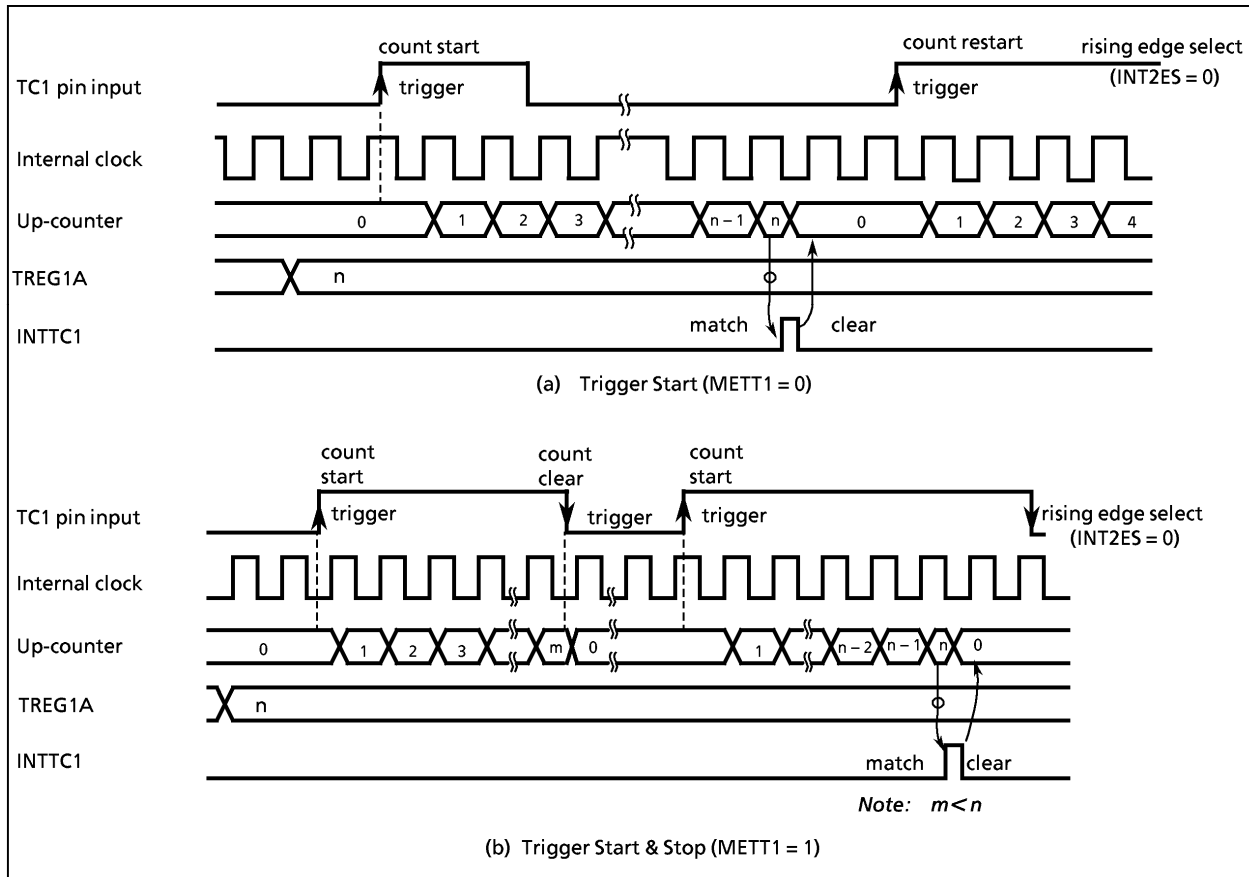 count start
count restart
rising edge select
(INT2ES = 0)
TC1 pin input
trigger
trigger
Internal clock
Up-counter
0
1
2
3
n – 1
n
0
1
2
3
4
TREG1A
n
INTTC1
match
clear
(a) Trigger Start (METT1 = 0)
count
start
count
clear
count
start
TC1 pin input
trigger
trigger
trigger
rising edge select
(INT2ES = 0)
Internal clock
Up-counter
0
1
2
3
m
0
1
n – 2
n – 1
n
0
TREG1A
n
INTTC1
match
clear
Note: m < n
(b) Trigger Start & Stop (METT1 = 1)